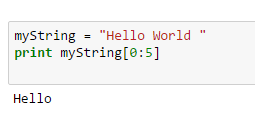 myString = "Hello World "
print myString[0:5]
Hello